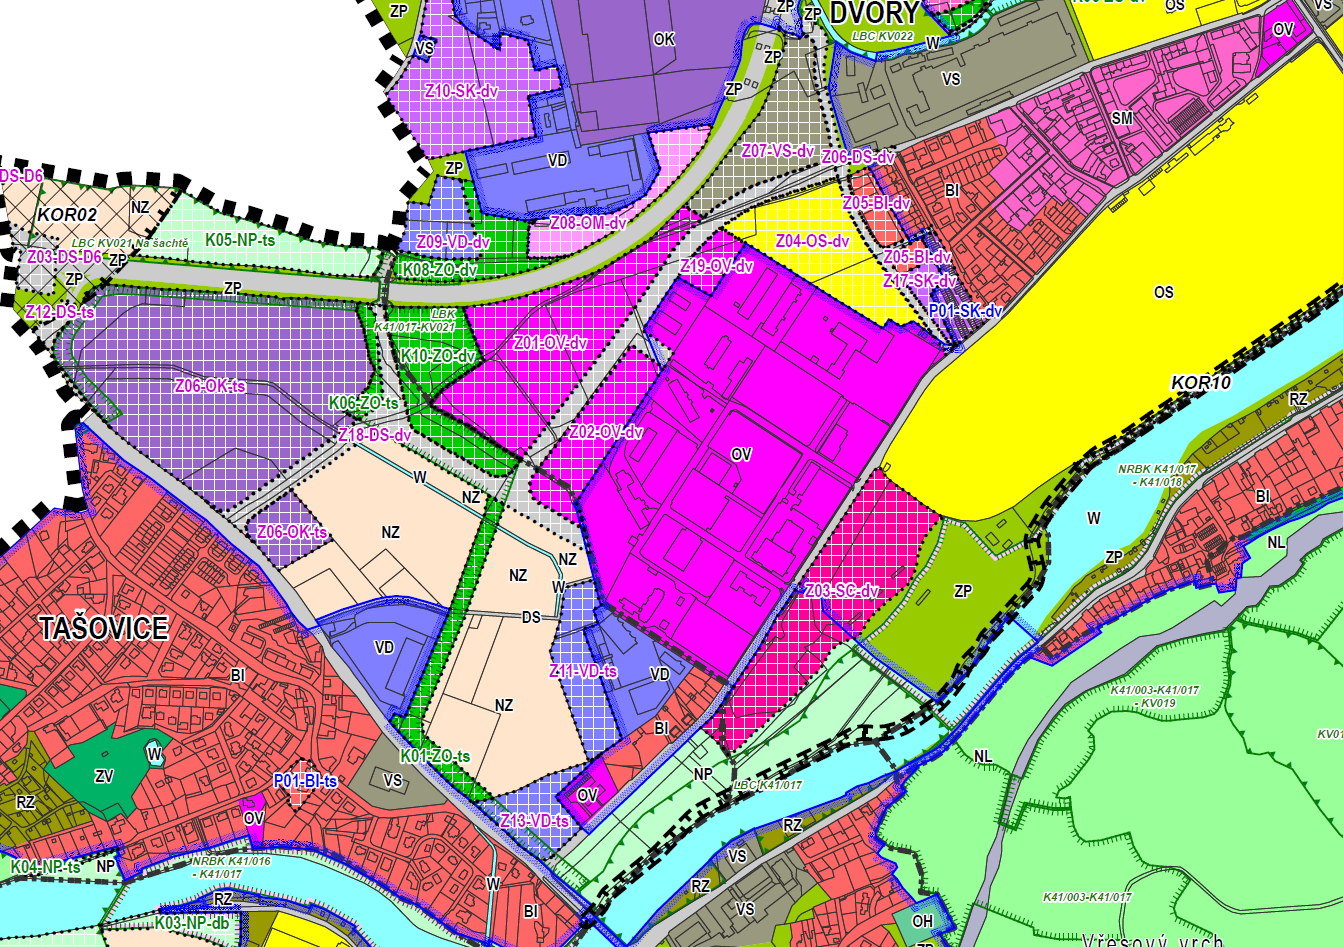 ZP
ZP
ZP
DVORY
OS
VS
OV
LBC KV022
VS
OK
W
ZP
VS
Z10-SK-dv
ZP
SM
VD
Z07-VS-dv
Z06-DS-dv
ZP
DS-D6
BI
KOR02
NZ
Z05-BI-dv
Z08-OM-dv
LBC KV021 Na šachtě
K05-NP-ts
Z09-VD-dv
Z04-OS-dv
Z03-DS-D6
ZP
K08-ZO-dv
Z19-OV-dv
Z05-BI-dv
ZP
Z17-SK-dv
ZP
OS
Z12-DS-ts
LBK
K41/017-KV021
P01-SK-dv
Z01-OV-dv
K10-ZO-dv
Z06-OK-ts
KOR10
RZ
K06-ZO-ts
Z18-DS-dv
Z02-OV-dv
OV
W
NRBK K41/017
- K41/018
NZ
BI
W
NZ
Z06-OK-ts
NL
NZ
ZP
NZ
W
Z03-SC-dv
ZP
DS
TAŠOVICE
VD
BI
Z11-VD-ts
VD
K41/003-K41/017
- KV019
NZ
BI
KV01
W
K01-ZO-ts
NL
ZV
P01-BI-ts
VS
NP
LBC K41/017
RZ
OV
OV
Z13-VD-ts
RZ
VS
K04-NP-ts
NP
NRBK K41/016
- K41/017
W
RZ
K41/003-K41/017
RZ
VS
K03-NP-db
BI
OH
Vřesový vrch
ZP